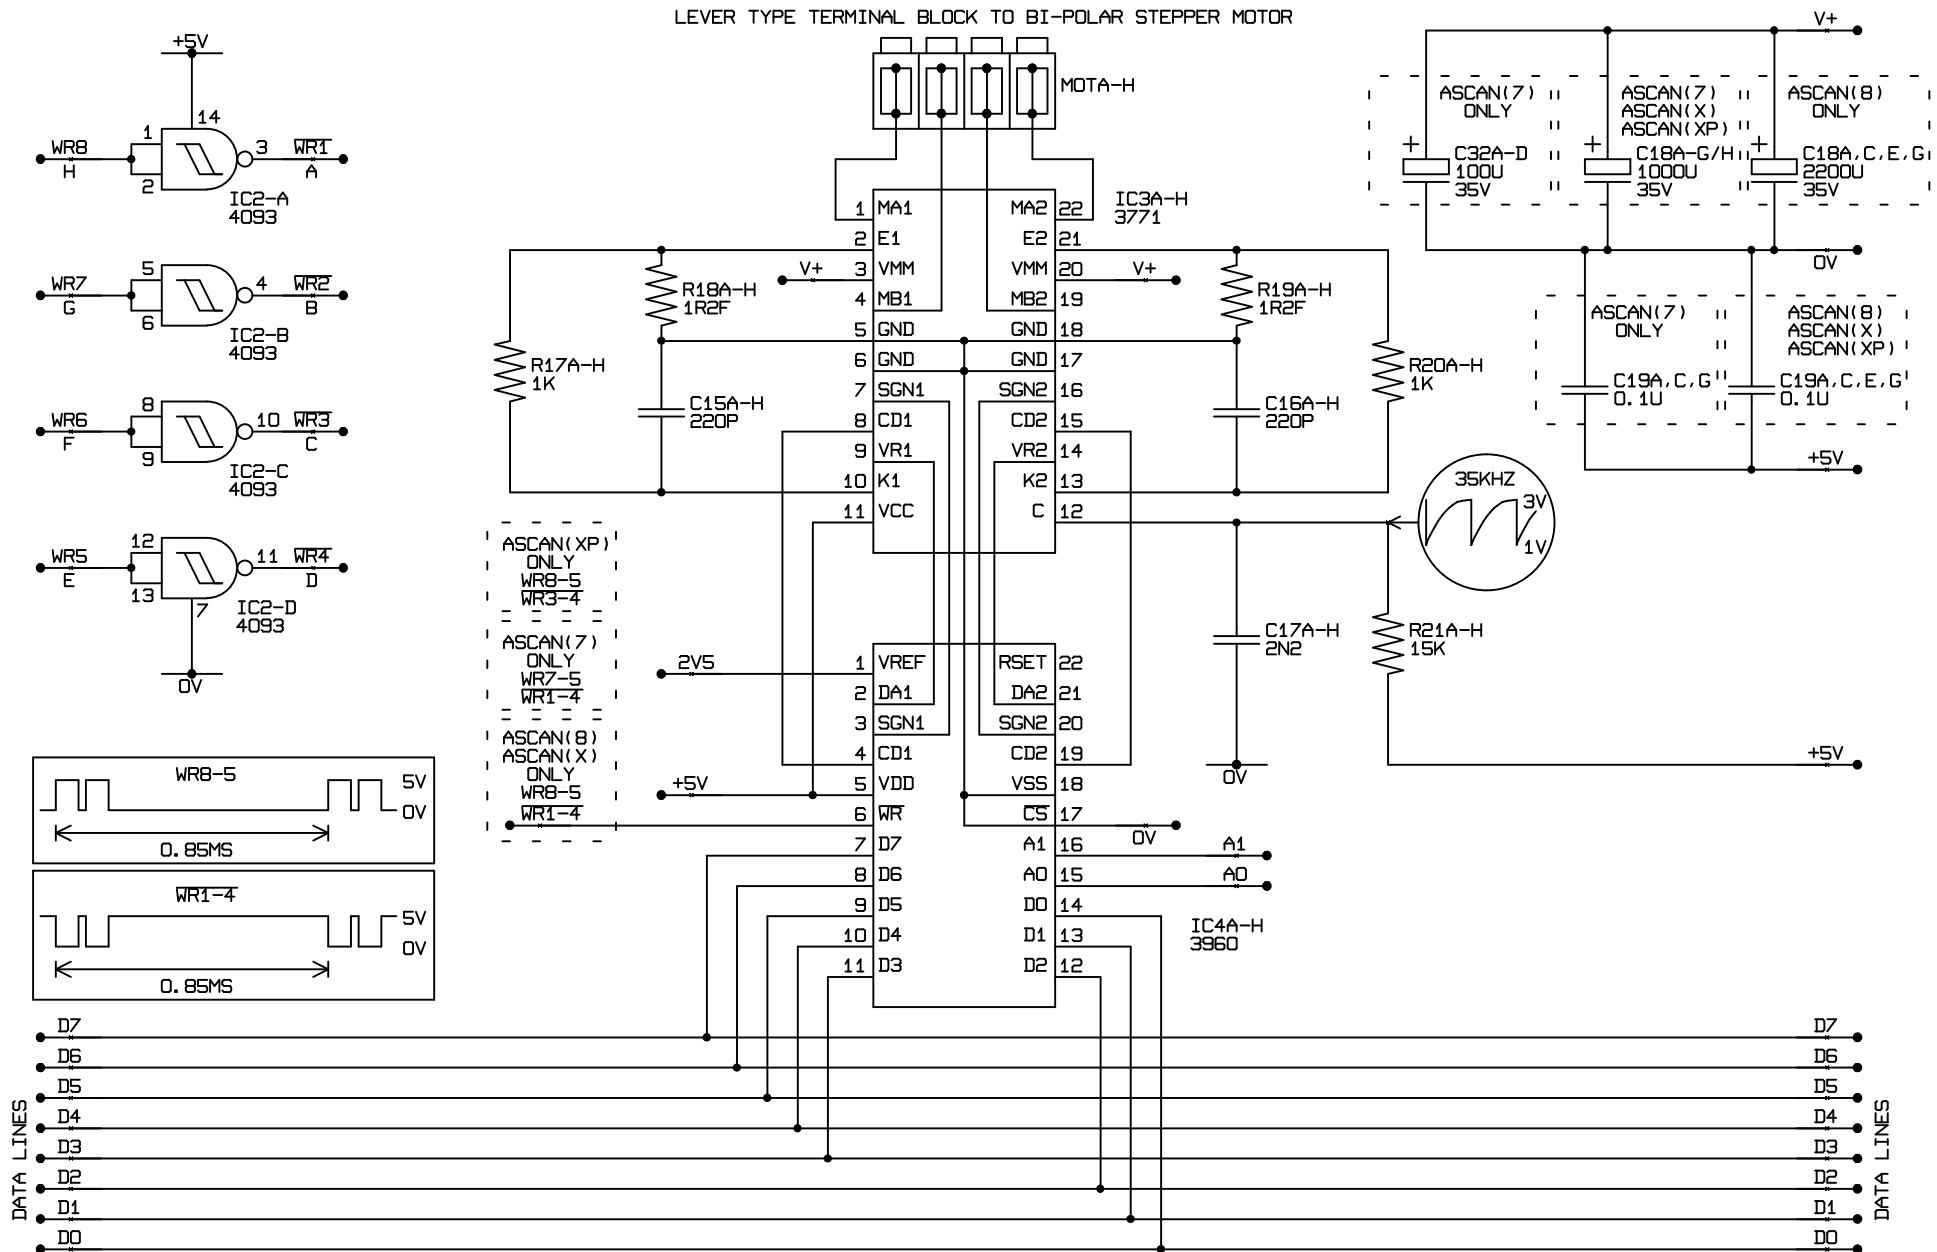 LEVER TYPE TERMINAL BLOCK TO BI-POLAR STEPPER MOTOR
MOTA-H
+5V
14
1
2
3
WR8
H
WR1
A
IC2-A
4093
5
6
4
WR7
G
WR2
B
IC2-B
4093
8
9
10
WR6
F
WR3
C
IC2-C
4093
12
13
11
7
WR5
E
WR4
D
IC2-D
4093
0V
IC3A-H
3771
1 MA1
2 E1
3 VMM
4 MB1
5 GND
6 GND
7 SGN1
8 CD1
9 VR1
10 K1
11 VCC
MA2 22
E2 21
VMM 20
MB2 19
GND 18
GND 17
SGN2 16
CD2 15
VR2 14
K2 13
C 12
V+
V+
R18A-H
1R2F
R17A-H
1K
C15A-H
220P
R19A-H
1R2F
R20A-H
1K
C16A-H
220P
V+
ASCAN(7)
ONLY
C32A-D
100U
35V
ASCAN(7)
ASCAN(X)
ASCAN(XP)
C18A-G/H
1000U
35V
ASCAN(8)
ONLY
C18A,C,E,G
2200U
35V
0V
ASCAN(7)
ONLY
C19A,C,G
0.1U
ASCAN(8)
ASCAN(X)
ASCAN(XP)
C19A,C,E,G
0.1U
+5V
35KHZ
3V
1V
C17A-H
2N2
R21A-H
15K
0V
+5V
ASCAN(XP)
ONLY
WR8-5
WR3-4
ASCAN(7)
ONLY
WR7-5
WR1-4
ASCAN(8)
ASCAN(X)
ONLY
WR8-5
WR1-4
2V5
+5V
1 VREF
2 DA1
3 SGN1
4 CD1
5 VDD
6 WR
7 D7
8 D6
9 D5
10 D4
11 D3
RSET 22
DA2 21
SGN2 20
CD2 19
VSS 18
CS 17
A1 16
A0 15
D0 14
D1 13
D2 12
0V
A1
A0
IC4A-H
3960
WR8-5
5V
0V
0.85MS
WR1-4
5V
0V
0.85MS
DATA LINES
D7
D6
D5
D4
D3
D2
D1
D0
D7
D6
D5
D4
D3
D2
D1
D0
DATA LINES